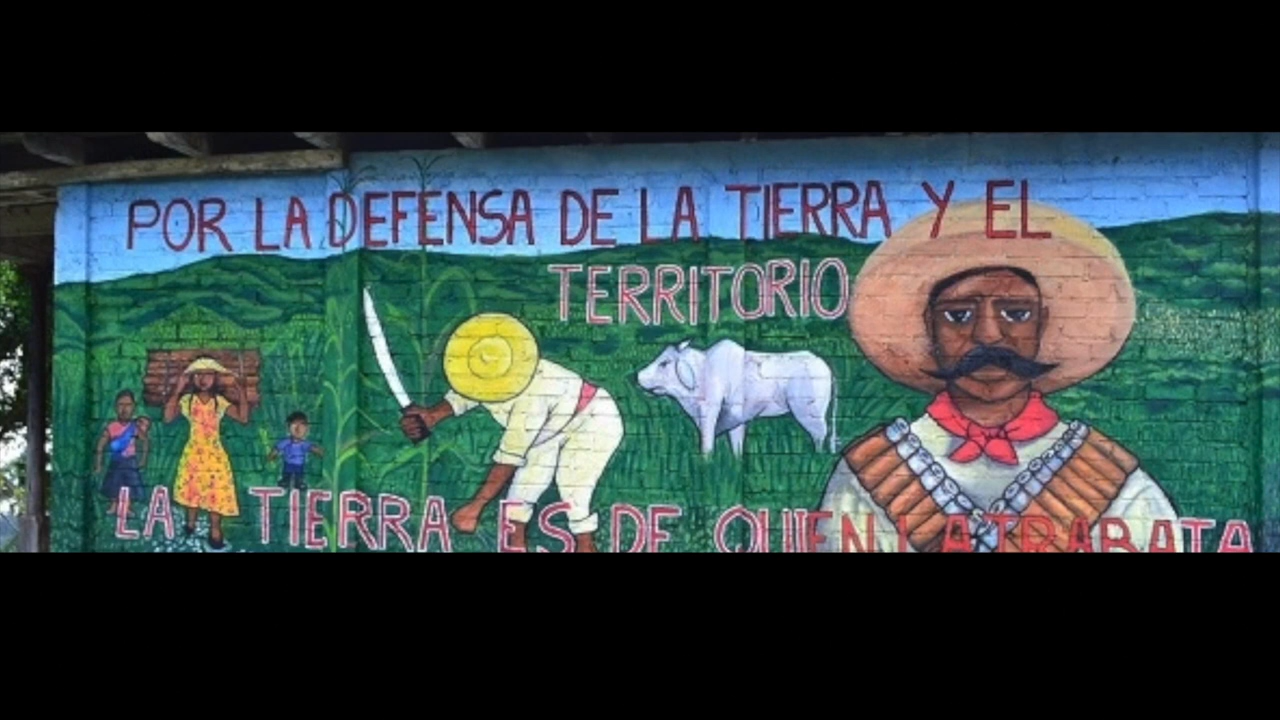 POR LA DEFENSA DE LA TIERRA Y EL
TERRITORIO
LA TIERRA ES DE QUIEN LA TRABAJA